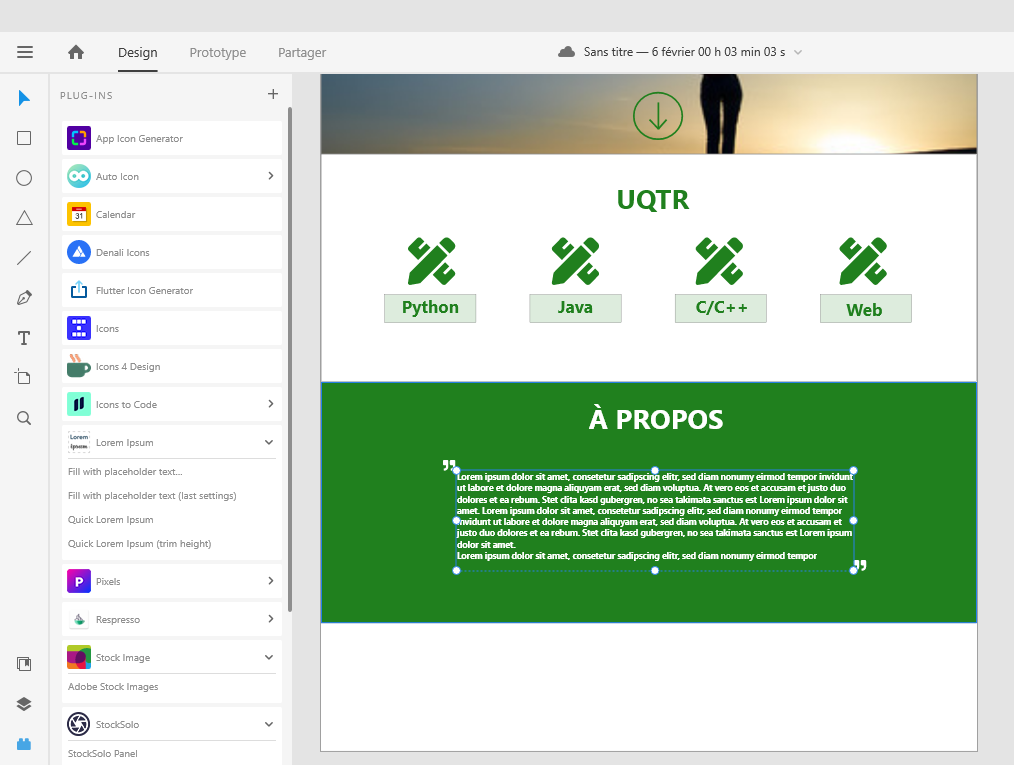 Design
Prototype
Partager
Sans titre — 6 février 00 h 03 min 03 s
PLUG-INS
App Icon Generator
Auto Icon
31
Calendar
Denali Icons
Flutter Icon Generator
Icons
Icons 4 Design
Icons to Code
Lorem Ipsum
Lorem Ipsum
Fill with placeholder text...
Fill with placeholder text (last settings)
Quick Lorem Ipsum
Quick Lorem Ipsum (trim height)
P
Pixels
Respresso
Stock Image
Adobe Stock Images
StockSolo
StockSolo Panel
UQTR
Python
Java
C/C++
Web
À PROPOS
”
Lorem ipsum dolor sit amet, consetetur sadipscing elitr, sed diam nonumy eirmod tempor invidunt
ut labore et dolore magna aliquyam erat, sed diam voluptua. At vero eos et accusam et justo duo
dolores et ea rebum. Stet clita kasd gubergren, no sea takimata sanctus est Lorem ipsum dolor sit
amet. Lorem ipsum dolor sit amet, consetetur sadipscing elitr, sed diam nonumy eirmod tempor
invidunt ut labore et dolore magna aliquyam erat, sed diam voluptua. At vero eos et accusam et
justo duo dolores et ea rebum. Stet clita kasd gubergren, no sea takimata sanctus est Lorem ipsum
dolor sit amet.
Lorem ipsum dolor sit amet, consetetur sadipscing elitr, sed diam nonumy eirmod tempor
”